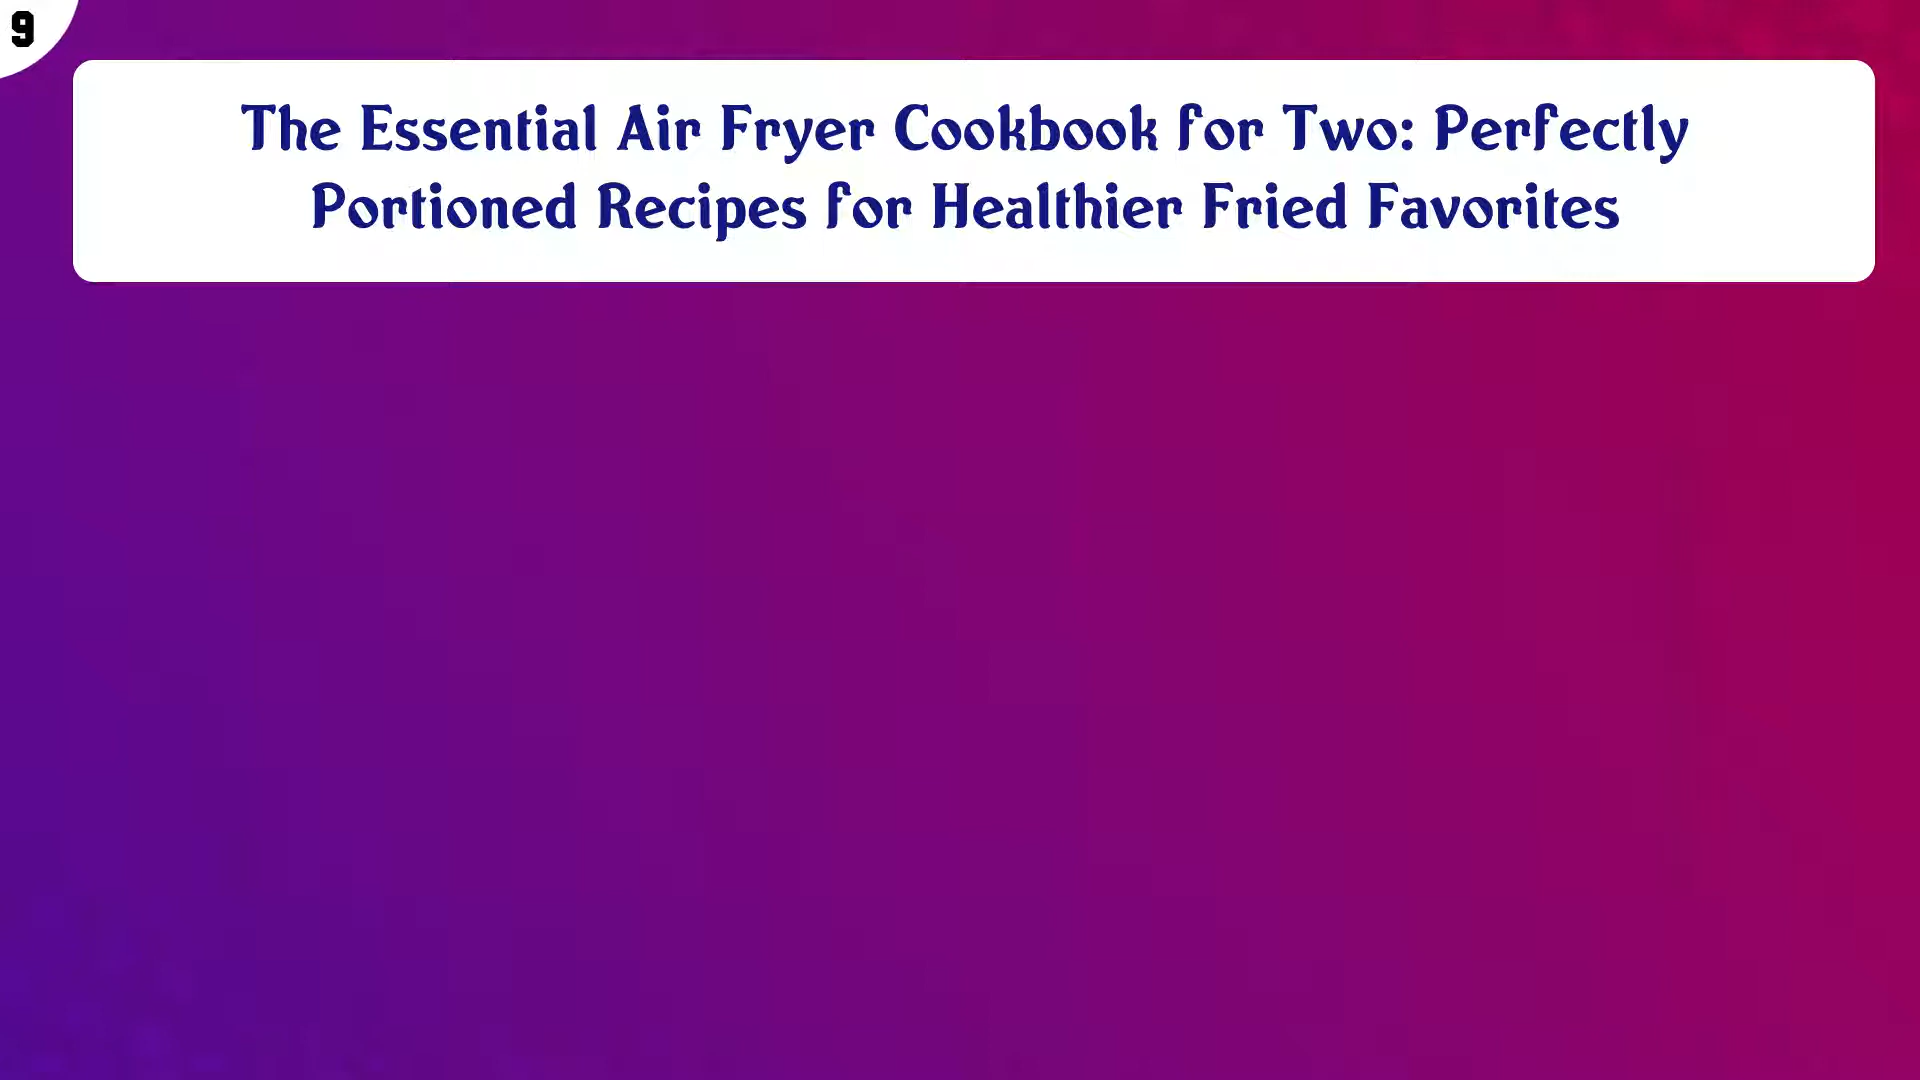 9
The Essential Air Fryer Cookbook for Two: Perfectly
Portioned Recipes for Healthier Fried Favorites